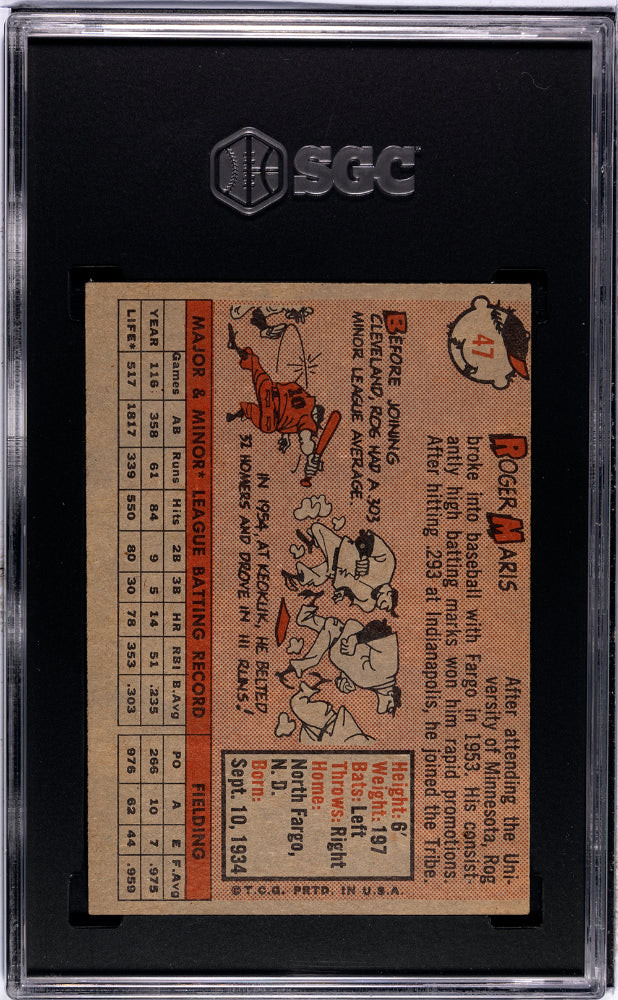 SGC
47
ROGER MARIS
After attending the Uni-
versity of Minnesota, Rog
broke into baseball with Fargo in 1953. His consist-
antly high batting marks won him rapid promotions.
After hitting .293 at Indianapolis, he joined the Tribe.
BEFORE JOINING
CLEVELAND, ROG HAD A .303
MINOR LEAGUE AVERAGE.
10
IN 1954, AT KEOKUK, HE BELTED
32 HOMERS AND DROVE IN 111 RUNS!
Height: 6'
Weight: 197
Bats: Left
Throws: Right
Home:
North Fargo,
N. D.
Born:
Sept. 10, 1934
© T.C.G. PRTD. IN U.S.A.
MAJOR & MINOR* LEAGUE BATTING RECORD FIELDING
Games AB Runs Hits 2B 3B HR RBI B.Avg PO A E F.Avg
YEAR 116 358 61 84 9 5 14 51 .235 266 10 7 .975
LIFE* 517 1817 339 550 80 30 78 353 .303 976 62 44 .959